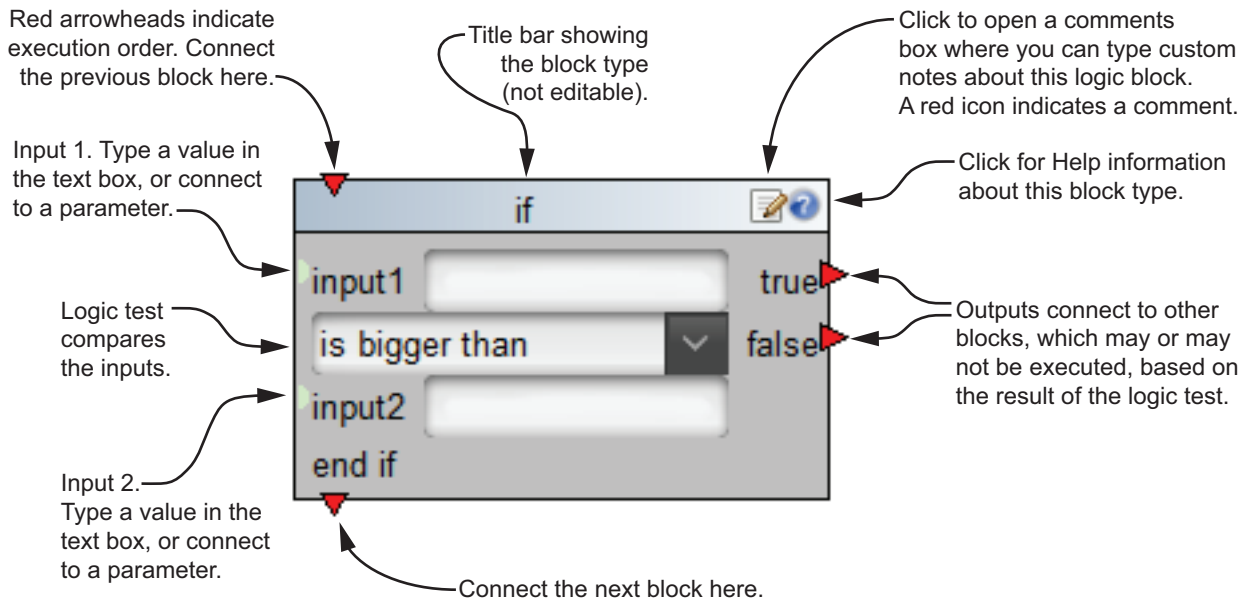 Red arrowheads indicate
execution order. Connect
the previous block here.
Title bar showing
the block type
(not editable).
Click to open a comments
box where you can type custom
notes about this logic block.
A red icon indicates a comment.
Input 1. Type a value in
the text box, or connect
to a parameter.
Click for Help information
about this block type.
if
?
input1
true
Logic test
compares
the inputs.
is bigger than
false
Outputs connect to other
blocks, which may or may
not be executed, based on
the result of the logic test.
input2
end if
Input 2.
Type a value in the
text box, or connect
to a parameter.
Connect the next block here.